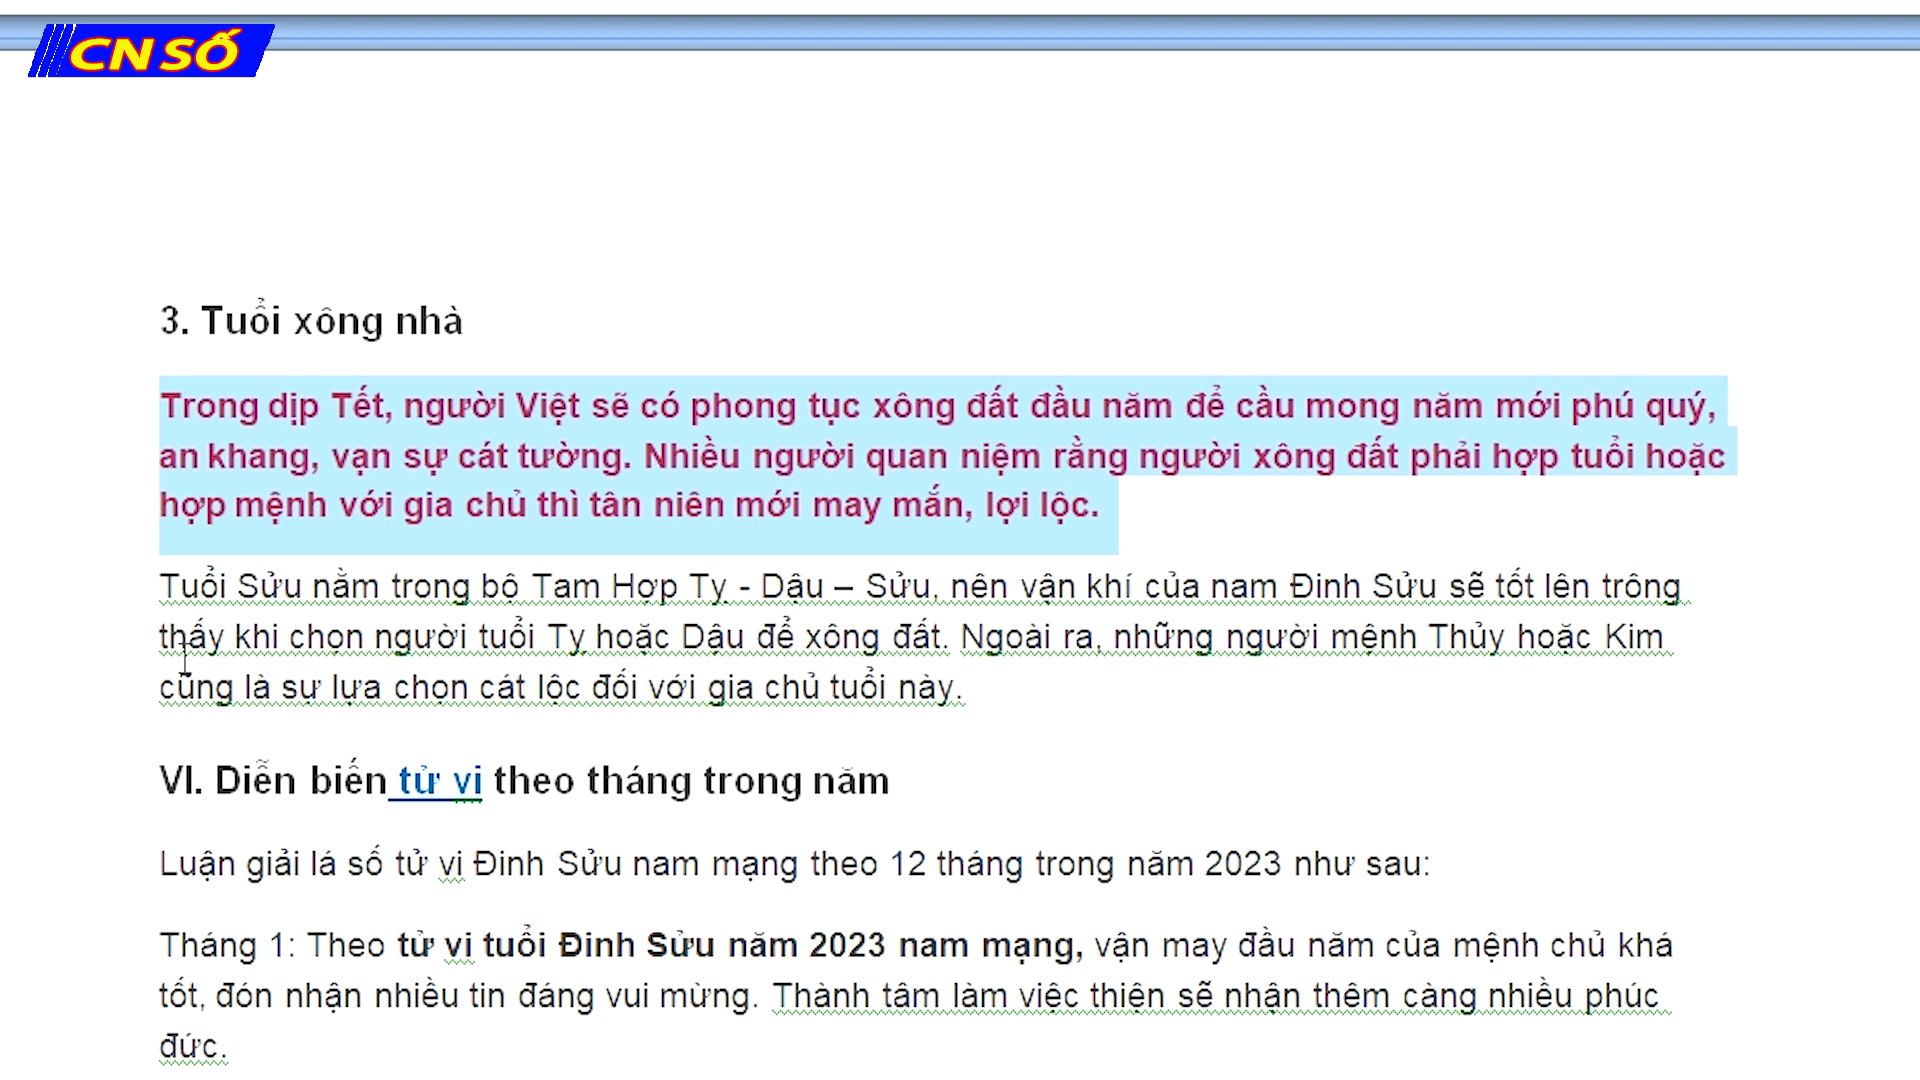 CN SỐ
3. Tuổi xông nhà
Trong dịp Tết, người Việt sẽ có phong tục xông đất đầu năm để cầu mong năm mới phú quý,
an khang, vạn sự cát tường. Nhiều người quan niệm rằng người xông đất phải hợp tuổi hoặc
hợp mệnh với gia chủ thì tân niên mới may mắn, lợi lộc.
Tuổi Sửu nằm trong bộ Tam Hợp Tỵ - Dậu – Sửu, nên vận khí của nam Đinh Sửu sẽ tốt lên trông
thấy khi chọn người tuổi Tỵ hoặc Dậu để xông đất. Ngoài ra, những người mệnh Thủy hoặc Kim
cũng là sự lựa chọn cát lộc đối với gia chủ tuổi này.
VI. Diễn biến tử vi theo tháng trong năm
Luận giải lá số tử vi Đinh Sửu nam mạng theo 12 tháng trong năm 2023 như sau:
Tháng 1: Theo tử vi tuổi Đinh Sửu năm 2023 nam mạng, vận may đầu năm của mệnh chủ khá
tốt, đón nhận nhiều tin đáng vui mừng. Thành tâm làm việc thiện sẽ nhận thêm càng nhiều phúc
đức.